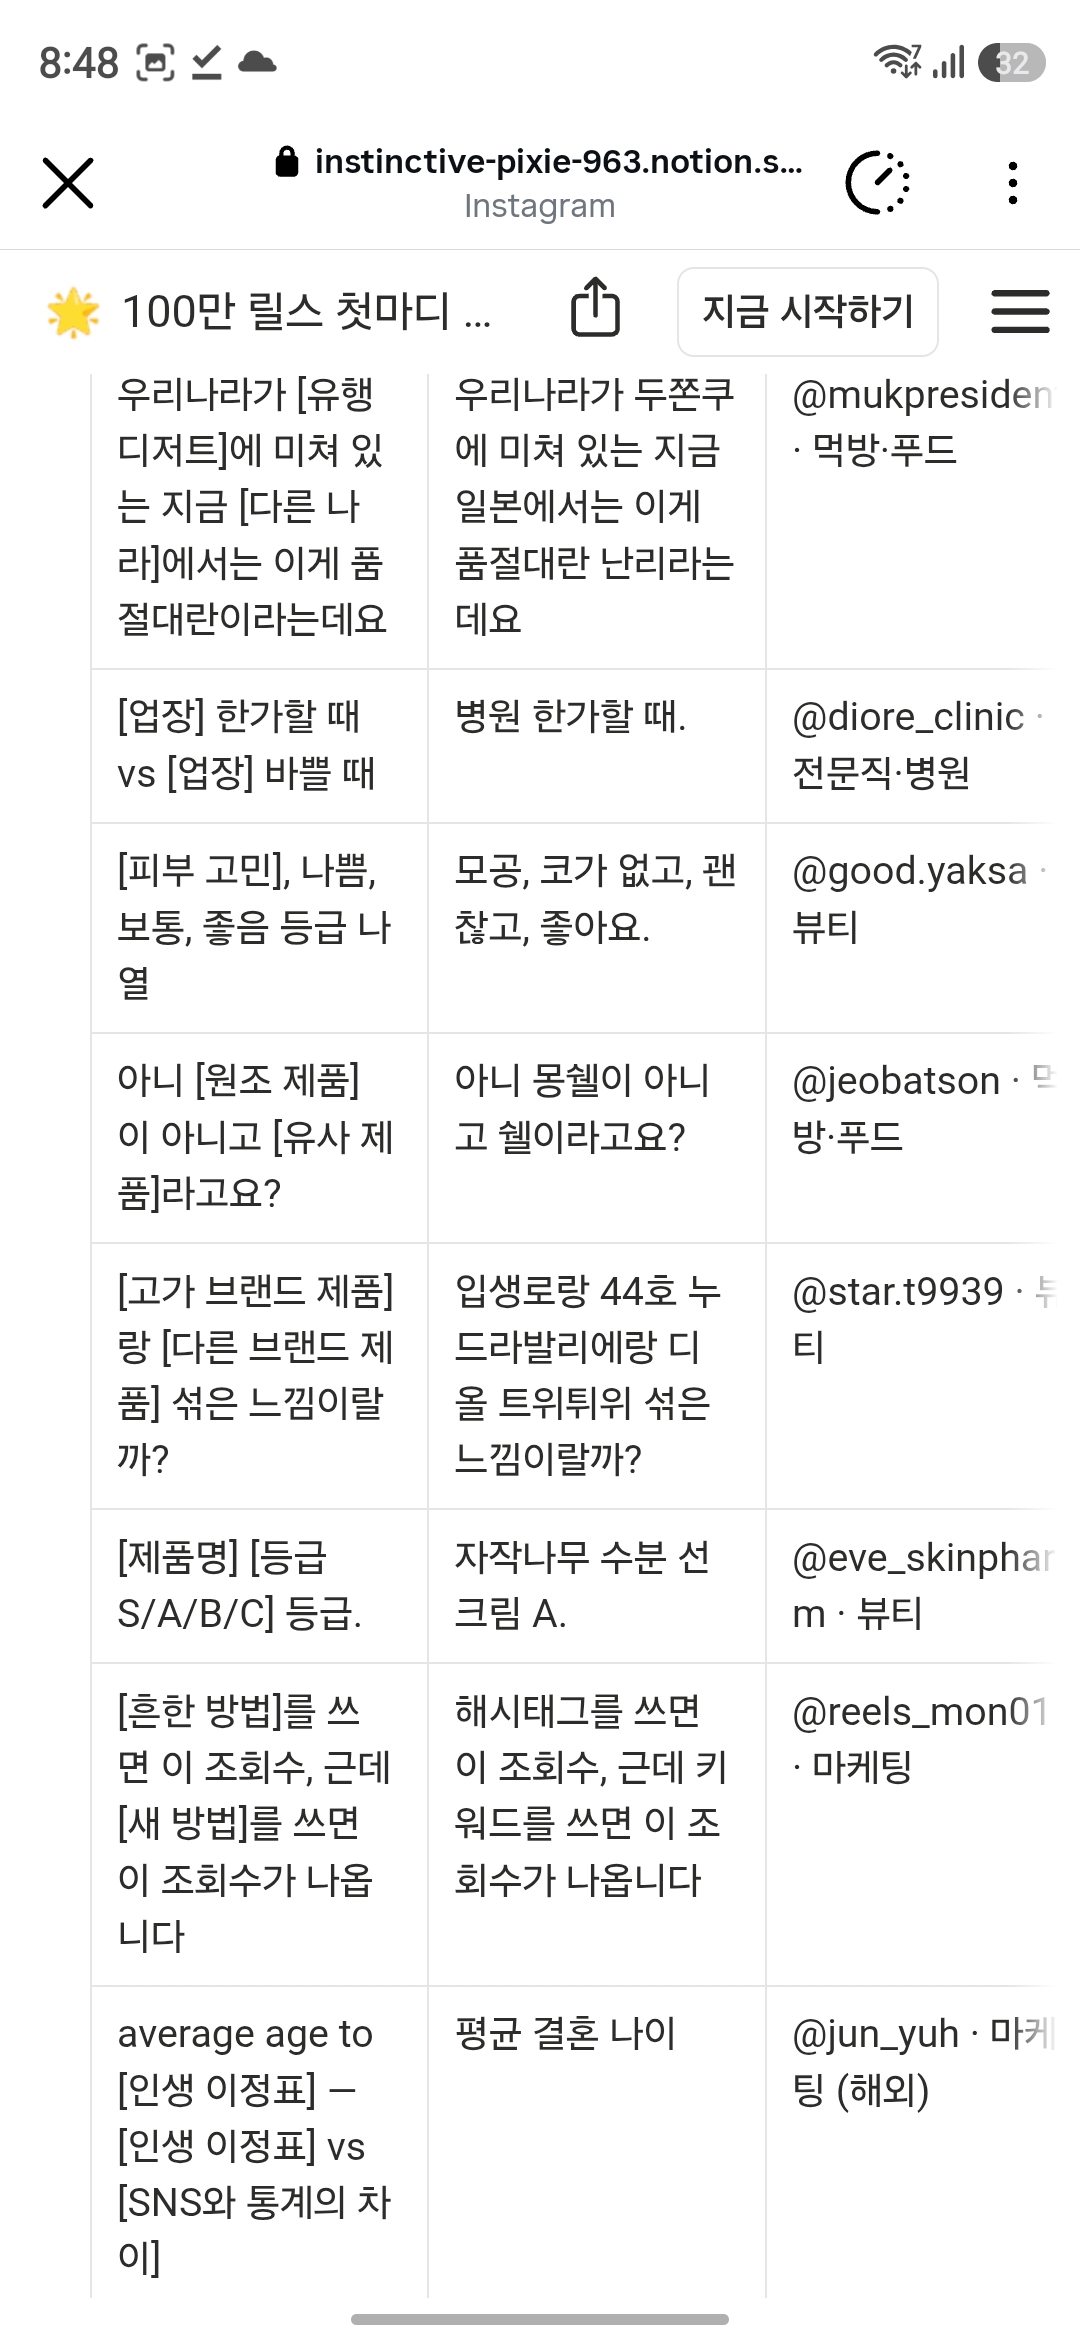 8:48
7
32
instinctive-pixie-963.notion.s...
Instagram
100만 릴스 첫마디 ...
지금 시작하기
우리나라가 [유행
디저트]에 미쳐 있
는 지금 [다른 나
라]에서는 이게 품
절대란이라는데요
우리나라가 두쫀쿠
에 미쳐 있는 지금
일본에서는 이게
품절대란 난리라는
데요
@mukpresiden
· 먹방·푸드
[업장] 한가할 때
vs [업장] 바쁠 때
병원 한가할 때.
@diore_clinic ·
전문직·병원
[피부 고민], 나쁨,
보통, 좋음 등급 나
열
모공, 코가 없고, 괜
찮고, 좋아요.
@good.yaksa ·
뷰티
아니 [원조 제품]
이 아니고 [유사 제
품]라고요?
아니 몽쉘이 아니
고 쉘이라고요?
@jeobatson · 먹
방·푸드
[고가 브랜드 제품]
랑 [다른 브랜드 제
품] 섞은 느낌이랄
까?
입생로랑 44호 누
드라발리에랑 디
올 트위튀위 섞은
느낌이랄까?
@star.t9939 · 뷰
티
[제품명] [등급
S/A/B/C] 등급.
자작나무 수분 선
크림 A.
@eve_skinphar
m · 뷰티
[흔한 방법]를 쓰
면 이 조회수, 근데
[새 방법]를 쓰면
이 조회수가 나옵
니다
해시태그를 쓰면
이 조회수, 근데 키
워드를 쓰면 이 조
회수가 나옵니다
@reels_mon01
· 마케팅
average age to
[인생 이정표] —
[인생 이정표] vs
[SNS와 통계의 차
이]
평균 결혼 나이
@jun_yuh · 마케
팅 (해외)